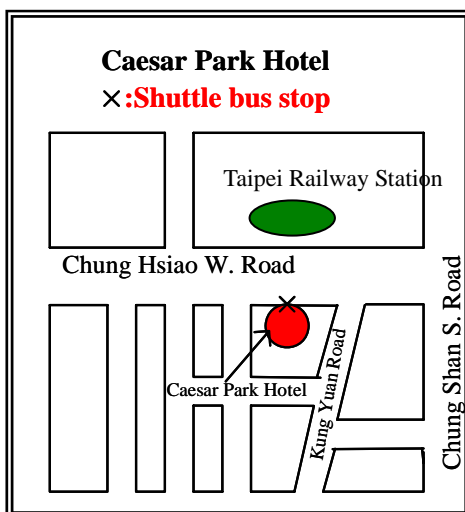 Caesar Park Hotel
×:Shuttle bus stop
Taipei Railway Station
Chung Hsiao W. Road
Caesar Park Hotel
Kung Yuan Road
Chung Shan S. Road